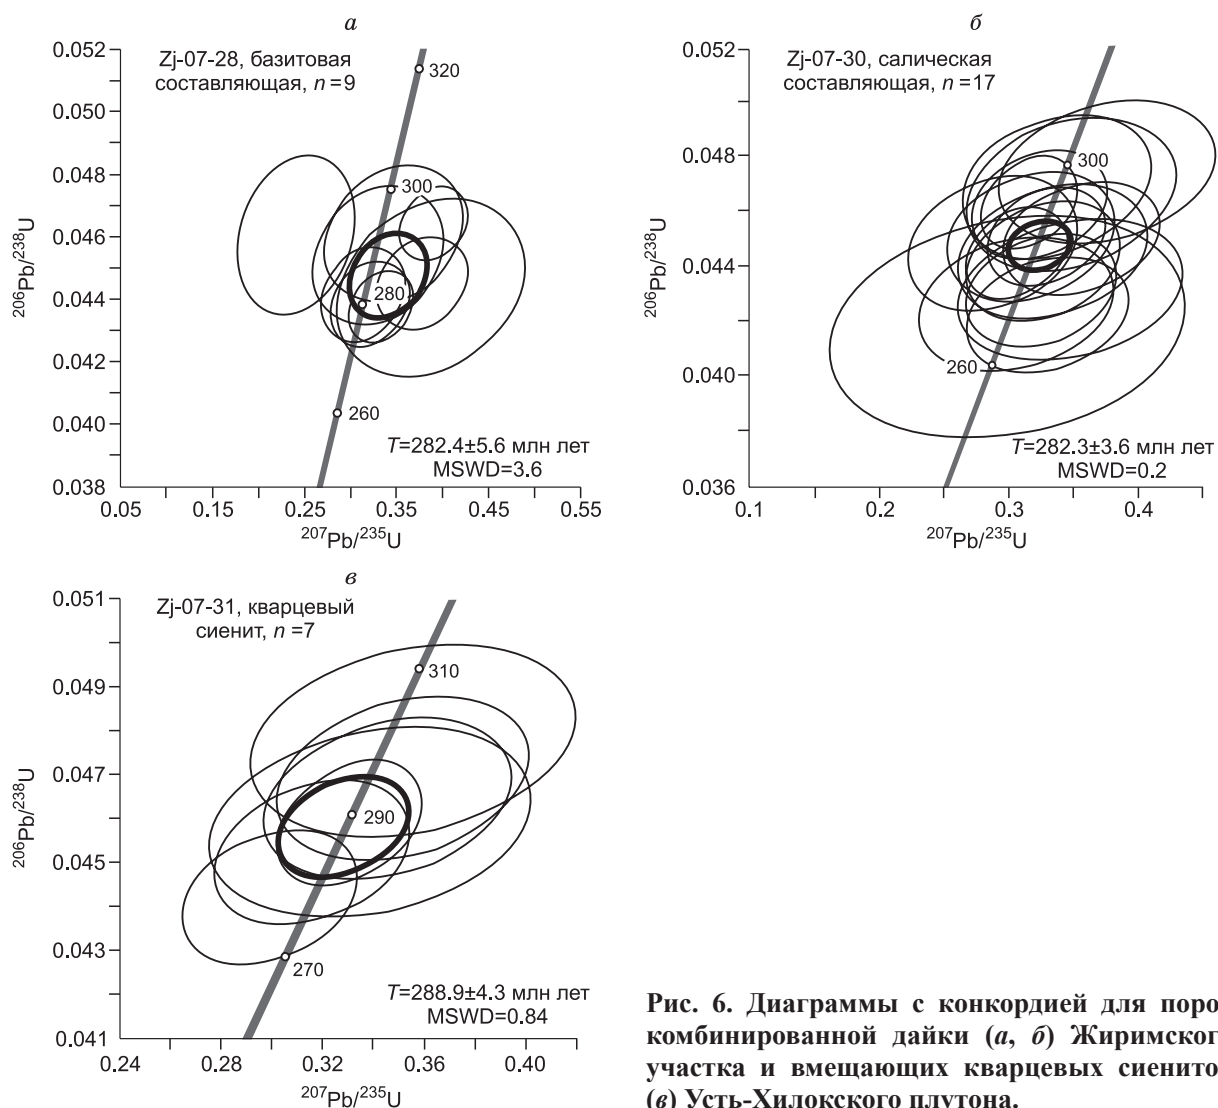 а
0.052
0.050
0.048
0.046
0.044
0.042
0.040
0.038
206Pb/238U
Zj-07-28, базитовая
составляющая, n =9
320
300
280
260
T=282.4±5.6 млн лет
MSWD=3.6
0.05 0.15 0.25 0.35 0.45 0.55
207Pb/235U
б
0.052
0.048
0.044
0.040
0.036
206Pb/238U
Zj-07-30, салическая
составляющая, n =17
300
260
T=282.3±3.6 млн лет
MSWD=0.2
0.1 0.2 0.3 0.4
207Pb/235U
в
0.051
0.049
0.047
0.045
0.043
0.041
206Pb/238U
Zj-07-31, кварцевый
сиенит, n =7
310
290
270
T=288.9±4.3 млн лет
MSWD=0.84
0.24 0.28 0.32 0.36 0.40
207Pb/235U
Рис. 6. Диаграммы с конкордией для поро
комбинированной дайки (а, б) Жиримског
участка и вмещающих кварцевых сиенито
(в) Усть-Хилокского плутона.